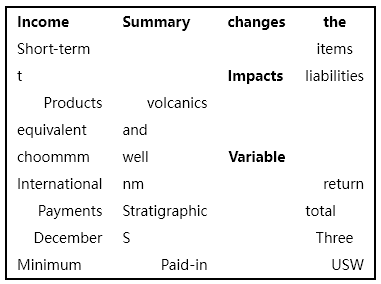 Income Summary changes the
Short-term items
t Impacts liabilities
Products volcanics
equivalent and
choommm well Variable
International nm return
Payments Stratigraphic total
December S Three
Minimum Paid-in USW